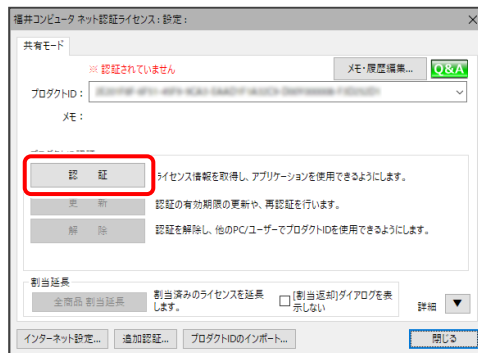 福井コンピュータ ネット認証ライセンス：設定：
共有モード
※ 認証されていません
メモ・履歴編集...
Q&A
プロダクトID：
メモ：
認　証
ライセンス情報を取得し、アプリケーションを使用できるようにします。
更　新
認証の有効期限の更新や、再認証を行います。
解　除
認証を解除し、他のPC/ユーザーでプロダクトIDを使用できるようにします。
割当延長
全商品 割当延長
割当済みのライセンスを延長
します。
[割当返却]ダイアログを表
示しない
詳細 ▼
インターネット設定...
追加認証...
プロダクトIDのインポート...
閉じる